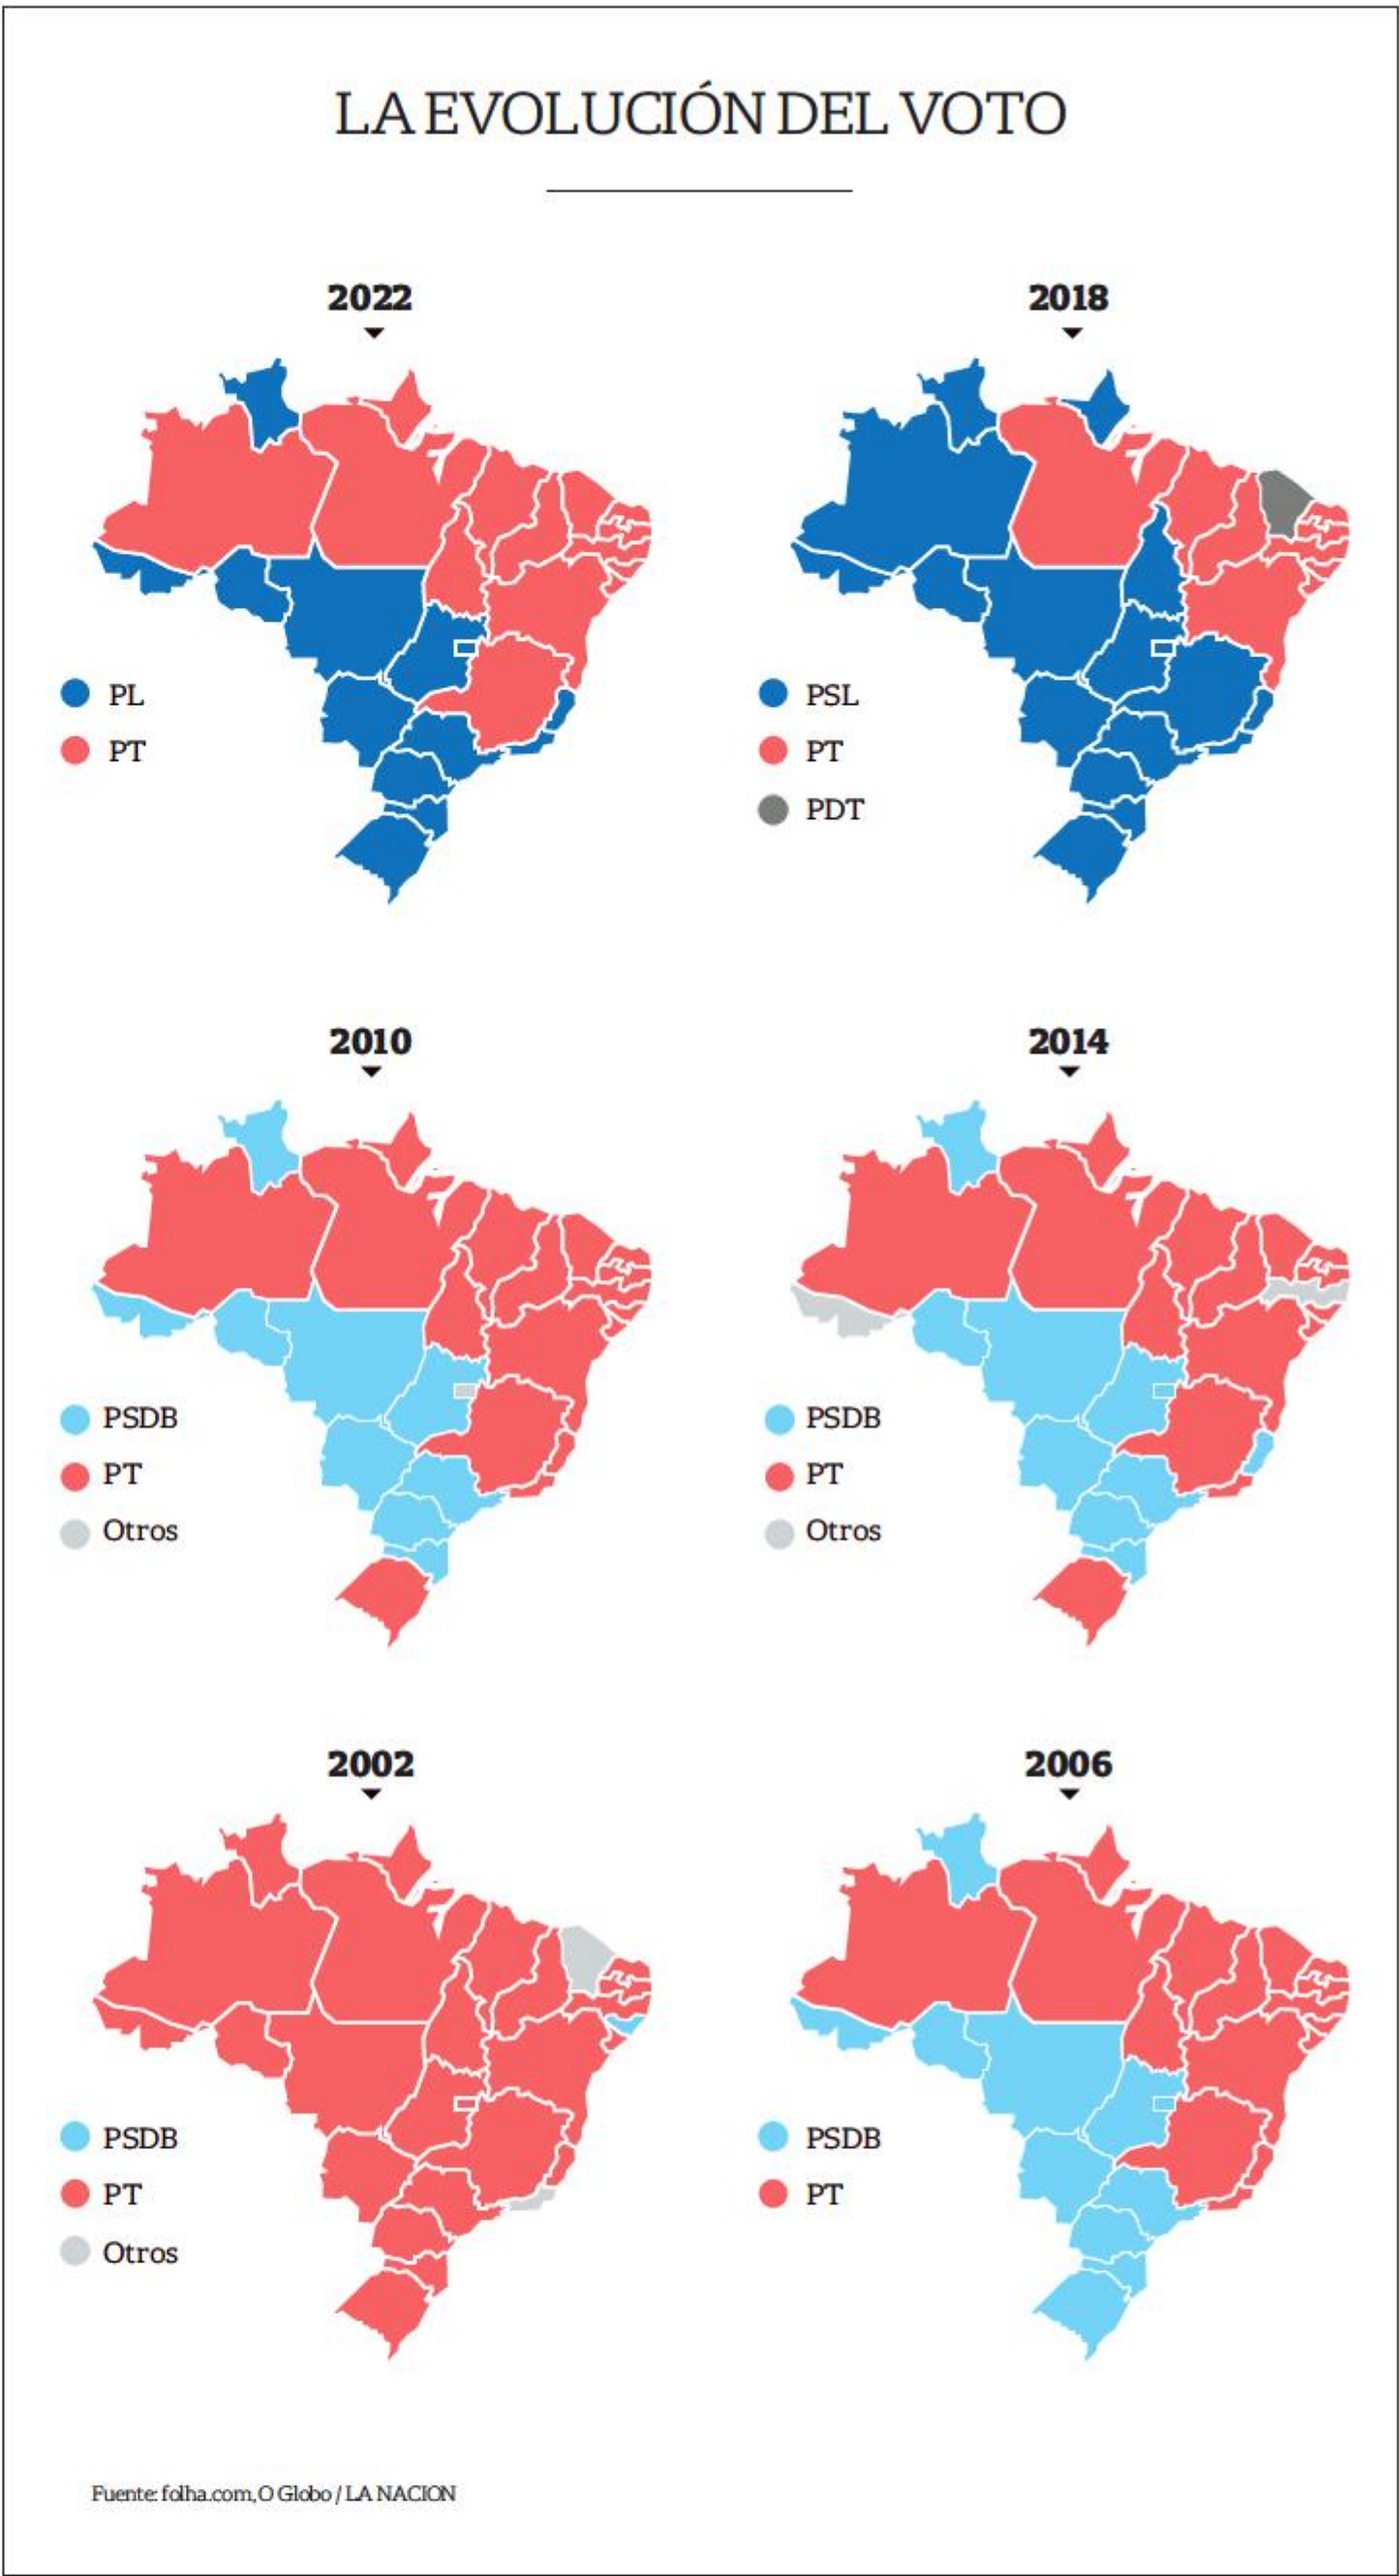 LA EVOLUCIÓN DEL VOTO
2022
PL
PT
2018
PSL
PT
PDT
2010
PSDB
PT
Otros
2014
PSDB
PT
Otros
2002
PSDB
PT
Otros
2006
PSDB
PT
Fuente: folha.com, O Globo / LA NACION